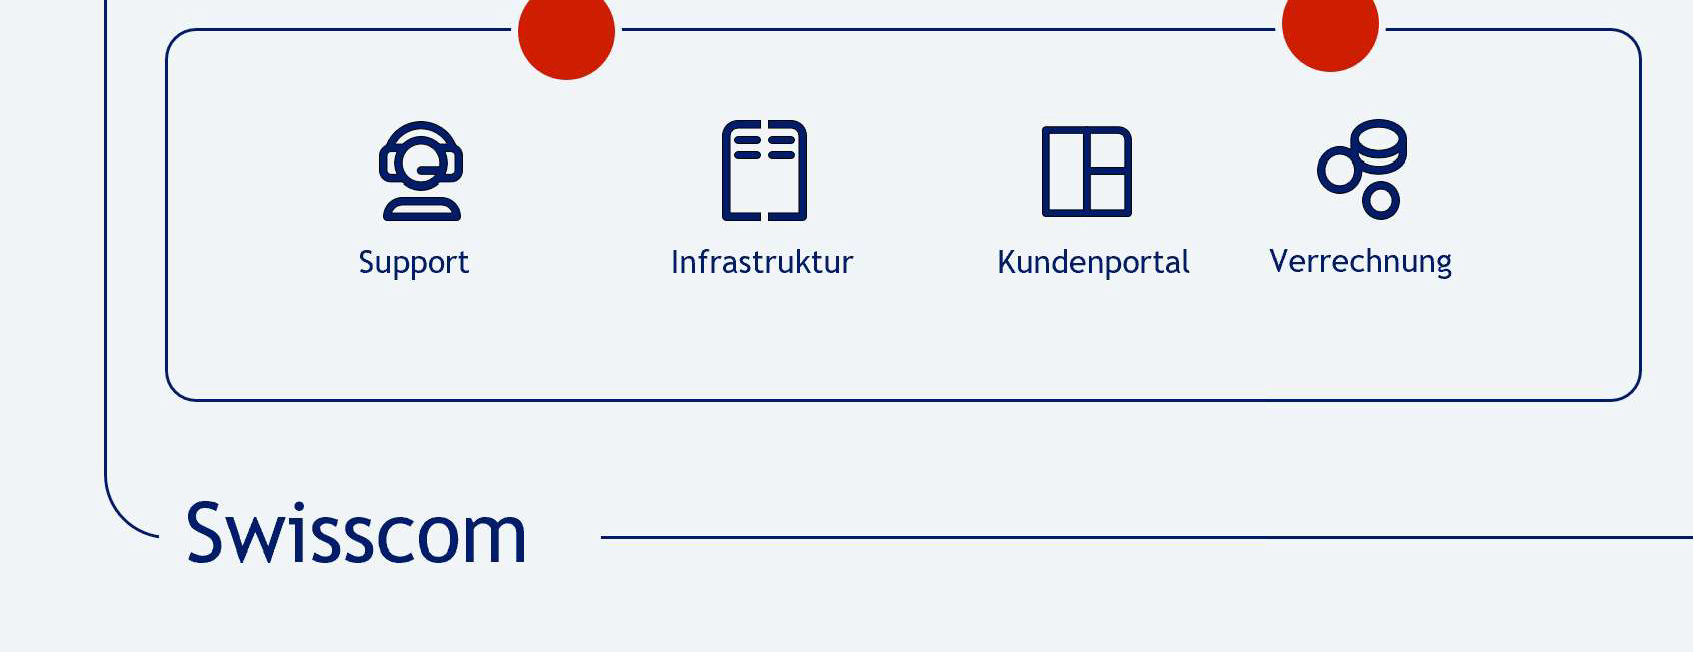 Support Infrastruktur Kundenportal Verrechnung
Swisscom